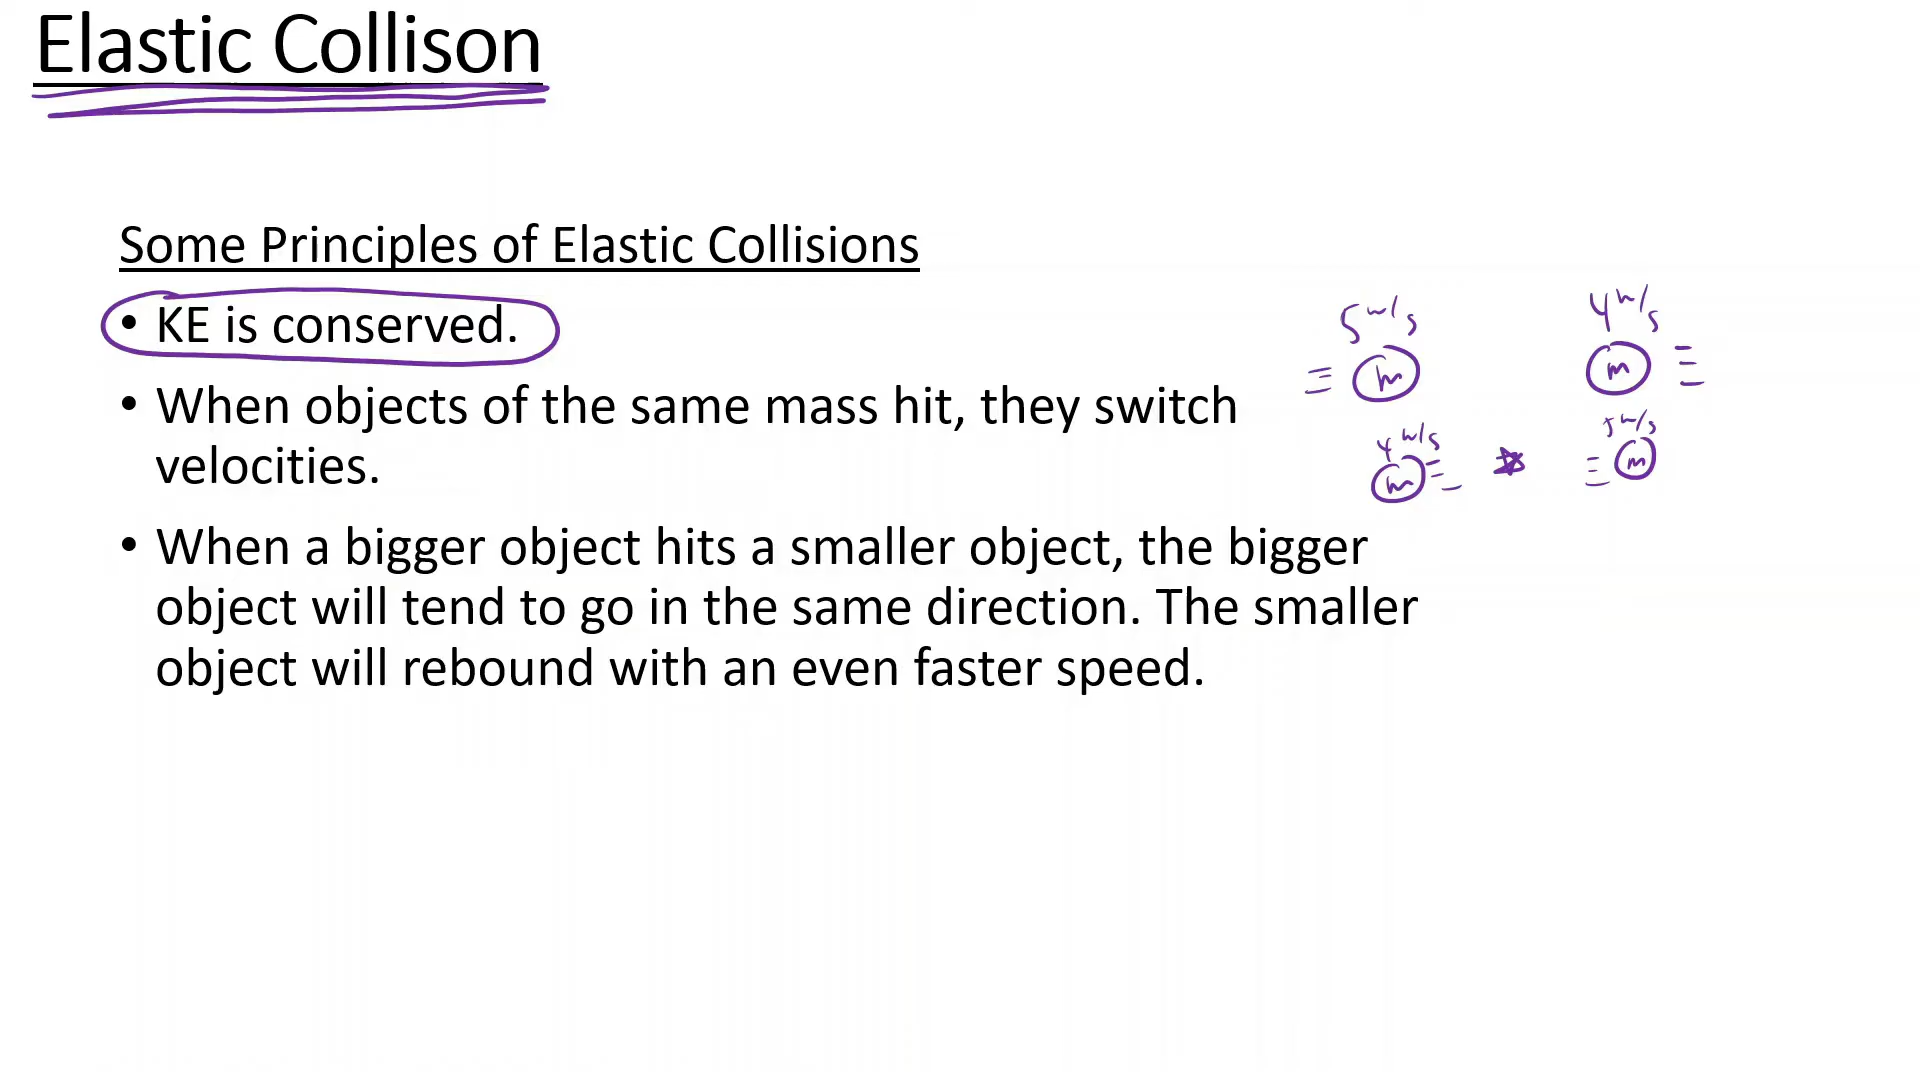 Elastic Collison
Some Principles of Elastic Collisions
• KE is conserved.
5 m/s 4 m/s
m m
• When objects of the same mass hit, they switch
velocities.
4 m/s 5 m/s
m m
• When a bigger object hits a smaller object, the bigger
object will tend to go in the same direction. The smaller
object will rebound with an even faster speed.